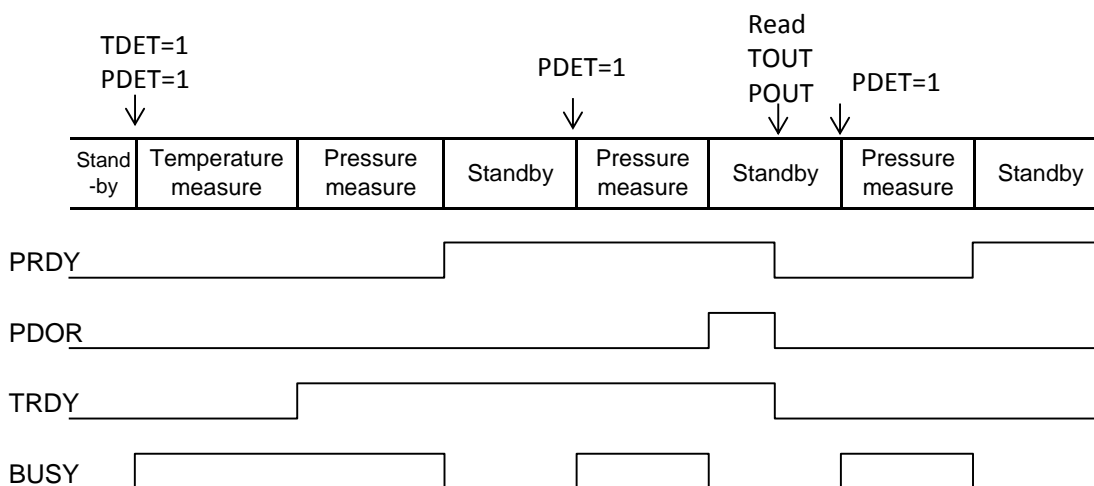 TDET=1
PDET=1
PDET=1
Read
TOUT
POUT
PDET=1
Stand
-by
Temperature
measure
Pressure
measure
Standby
Pressure
measure
Standby
Pressure
measure
Standby
PRDY
PDOR
TRDY
BUSY